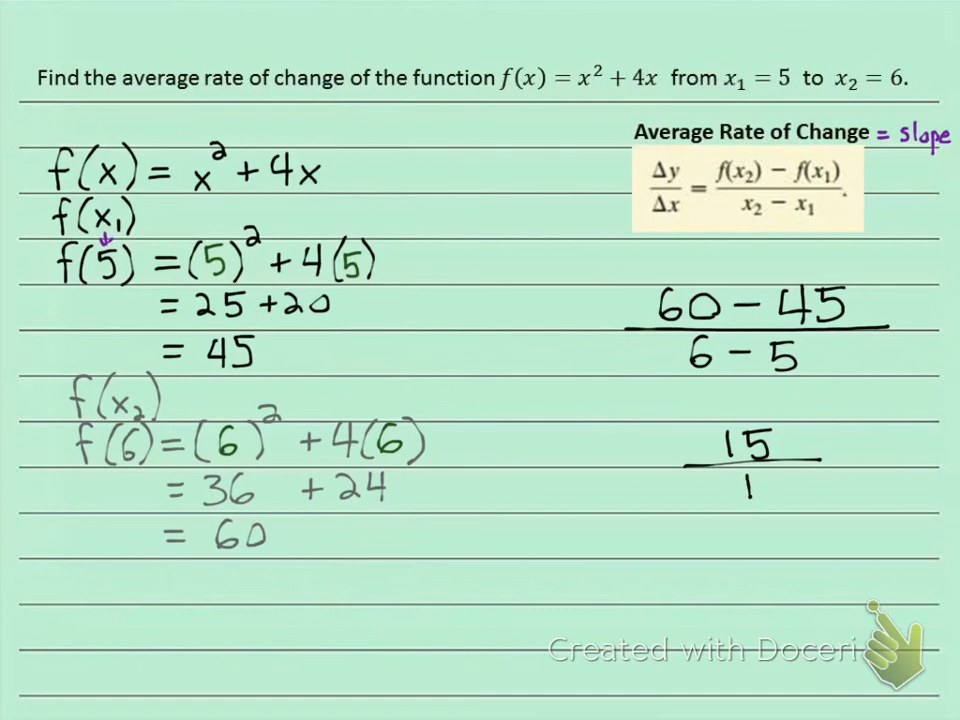 Find the average rate of change of the function f(x) = x² + 4x from x₁ = 5 to x₂ = 6.
Average Rate of Change = slope
Δy/Δx = f(x₂) − f(x₁)/x₂ − x₁.
f(x) = x² + 4x
f(x₁)
f(5) = (5)² + 4(5)
= 25 + 20
= 45
f(x₂)
f(6) = (6)² + 4(6)
= 36 + 24
= 60
60 − 45
6 − 5
15
1
Created with Doceri